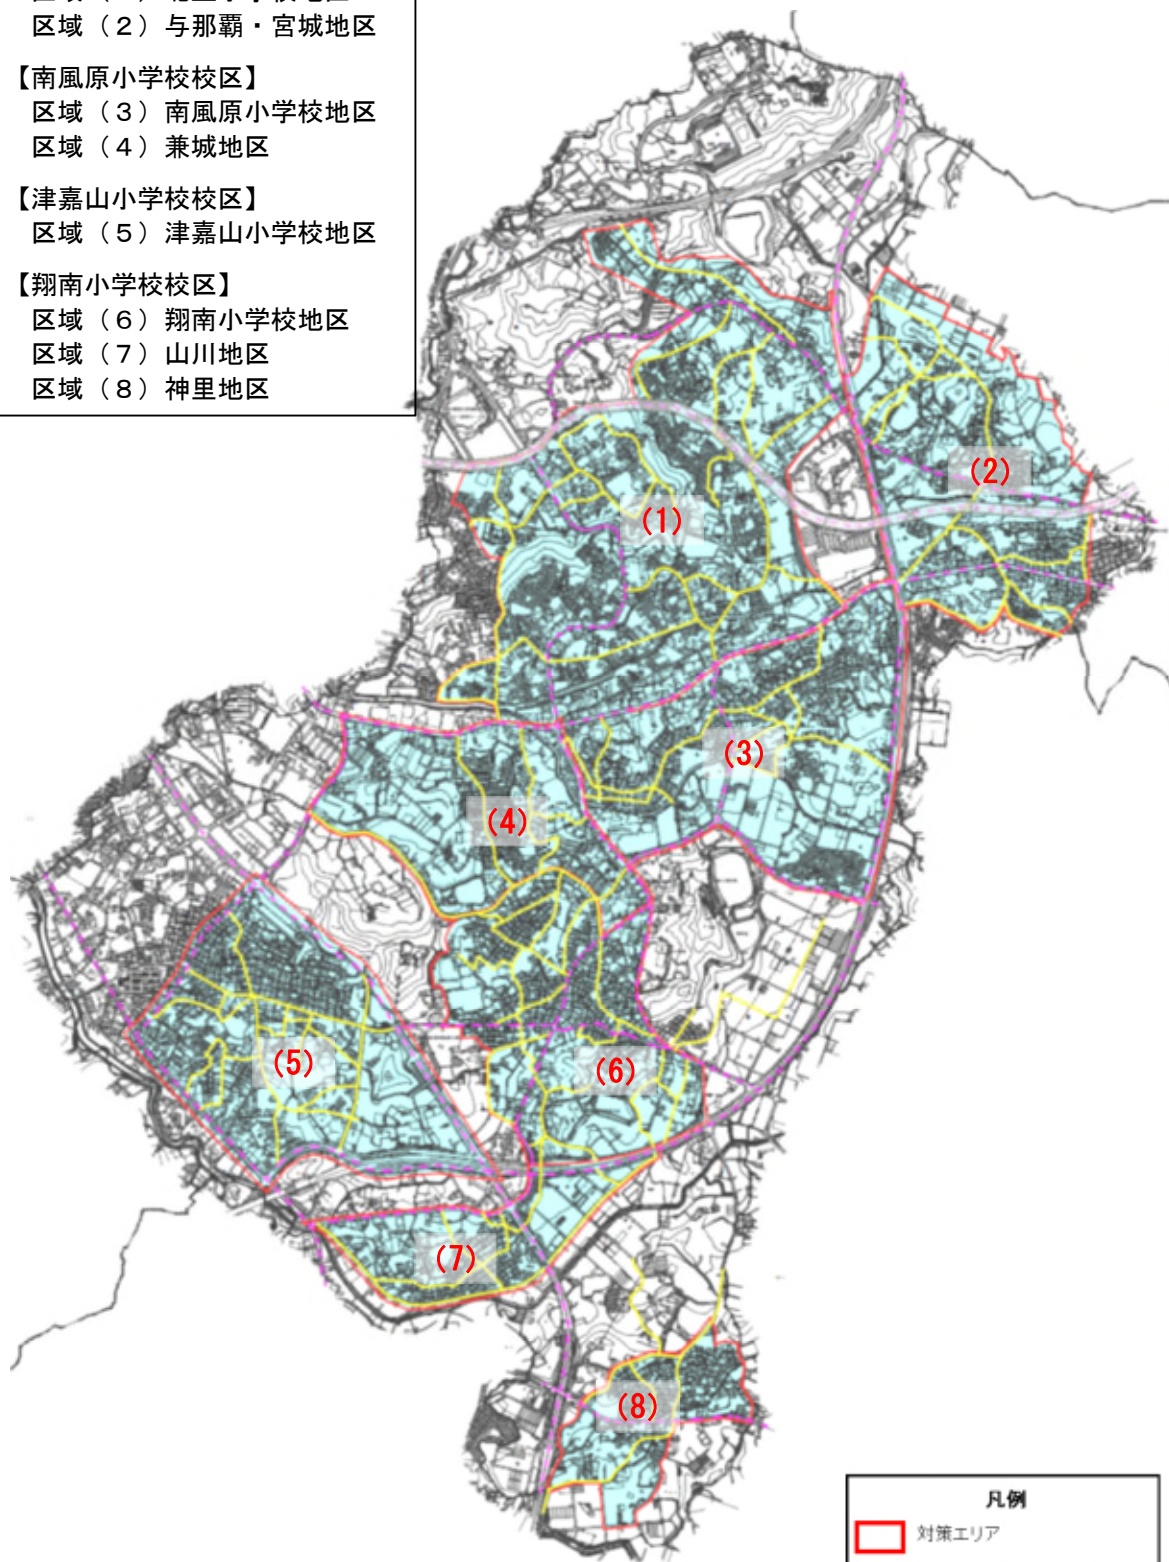 区域（２）与那覇・宮城地区
【南風原小学校校区】
区域（３）南風原小学校地区
区域（４）兼城地区
【津嘉山小学校校区】
区域（５）津嘉山小学校地区
【翔南小学校校区】
区域（６）翔南小学校地区
区域（７）山川地区
区域（８）神里地区
(2)
(1)
(3)
(4)
(5)
(6)
(7)
(8)
凡例
対策エリア